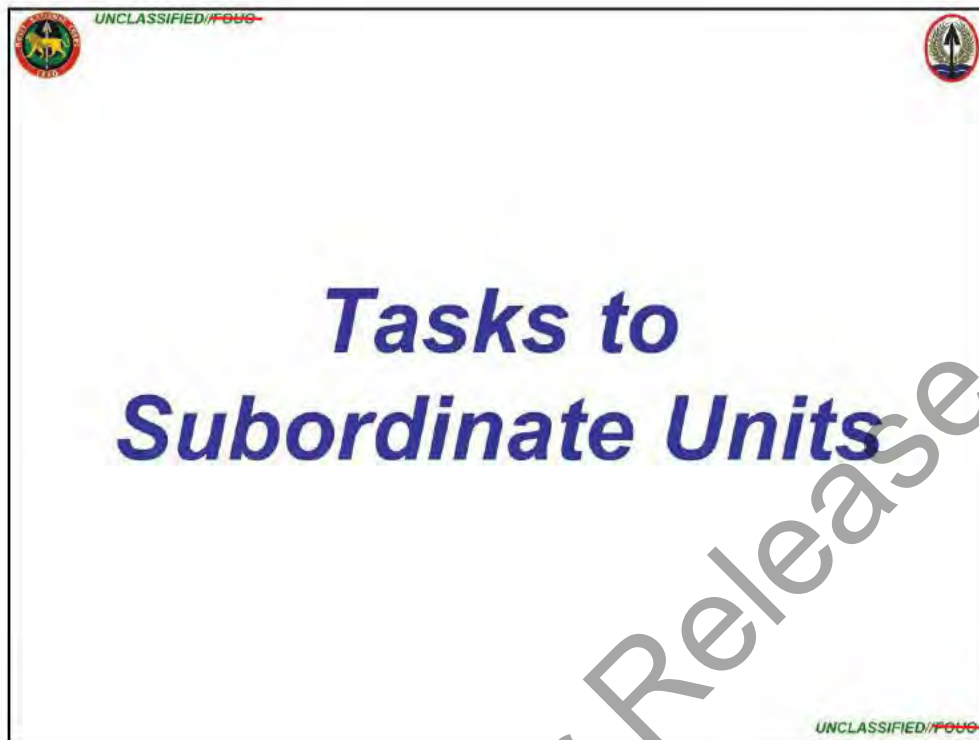 UNCLASSIFIED//FOUO
Tasks to
Subordinate Units
Release
UNCLASSIFIED//FOUO